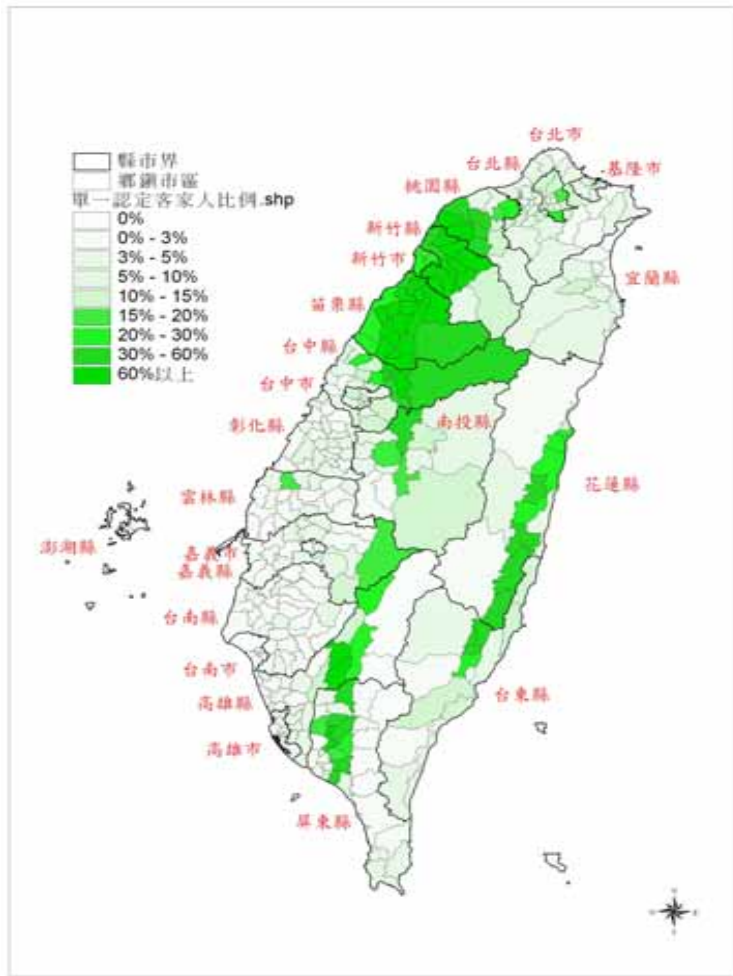 縣市界
鄉鎮市區
單一認定客家人比例.shp
0%
0% - 3%
3% - 5%
5% - 10%
10% - 15%
15% - 20%
20% - 30%
30% - 60%
60%以上
台北市
台北縣
基隆市
桃園縣
新竹縣
新竹市
宜蘭縣
苗栗縣
台中縣
台中市
彰化縣
南投縣
花蓮縣
雲林縣
澎湖縣
嘉義市
嘉義縣
台南縣
台南市
台東縣
高雄縣
高雄市
屏東縣